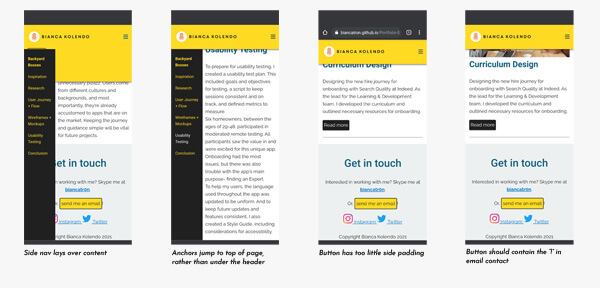 BIANCA KOLENDO
Backyard
Bosses
Inspiration
Research
User Journey
+ Flow
Wireframes +
Mockups
Usability
Testing
Conclusion
unnecessary buzzz. Users come
from different cultures and
backgrounds, and most
importantly, they're already
accustomed to apps that are on
the market. Keeping the journey
and guidance simple will be vital
for future projects.
Get in touch
Interested in working with me? Skype me at
biancatrón
Or, send me an email !
Instagram Twitter
Copyright Bianca Kolendo 2021
Side nav lays over content
BIANCA KOLENDO
Backyard
Bosses
Inspiration
Research
User Journey
+ Flow
Wireframes +
Mockups
Usability
Testing
Conclusion
Usability Testing
To prepare for usability testing, I
created a usability test plan. This
included goals and objectives
for testing, a script to keep
sessions consistent and on
track, and defined metrics to
measure.
Six homeowners, between the
ages of 29-46, participated in
moderated remote testing. All
participants saw the value in and
were excited for this unique app.
Onboarding had the most
issues, but there was also
trouble with the app's main
purpose- finding an Expert.
To help my users, the language
used throughout the app was
updated to be uniform. And to
keep future updates and
features consistent, I also
created a Style Guide, including
considerations for accessibility.
Anchors jump to top of page,
rather than under the header
BIANCA KOLENDO
Curriculum Design
Designing the new hire journey for
onboarding with Search Quality at Indeed. As
the lead for the Learning & Development
team, I developed the curriculum and
outlined necessary resources for onboarding.
Read more
Get in touch
Interested in working with me? Skype me at
biancatrón
Or, send me an email !
Instagram Twitter
Copyright Bianca Kolendo 2021
Button has too little side padding
BIANCA KOLENDO
Curriculum Design
Designing the new hire journey for
onboarding with Search Quality at Indeed. As
the lead for the Learning & Development
team, I developed the curriculum and
outlined necessary resources for onboarding.
Read more
Get in touch
Interested in working with me? Skype me at
biancatrón
Or, send me an email !
Instagram Twitter
Copyright Bianca Kolendo 2021
Button should contain the "!" in
email contact